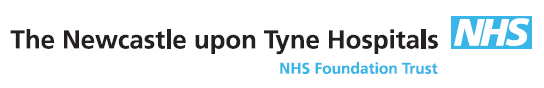 The Newcastle upon Tyne Hospitals NHS
NHS Foundation Trust